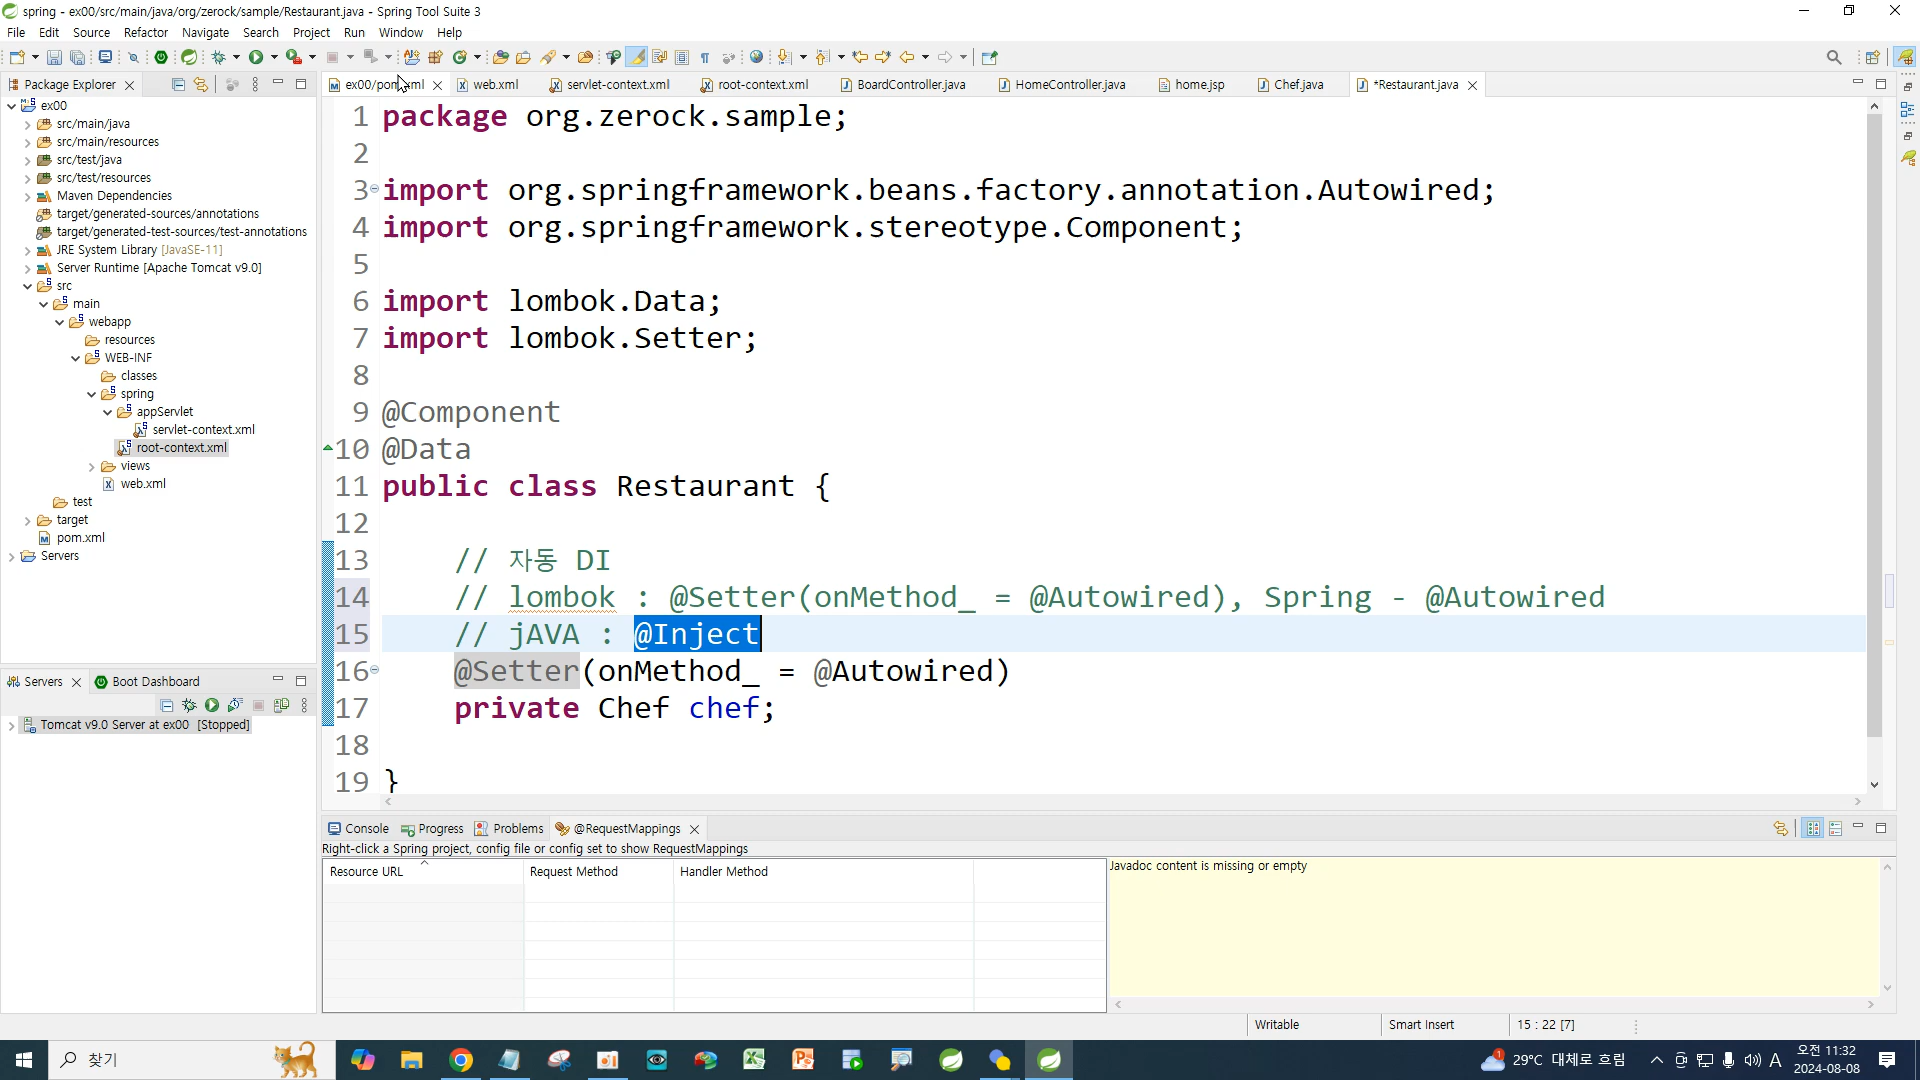 spring - ex00/src/main/java/org/zerock/sample/Restaurant.java - Spring Tool Suite 3
File Edit Source Refactor Navigate Search Project Run Window Help
Package Explorer
ex00/pom.xml web.xml servlet-context.xml root-context.xml BoardController.java HomeController.java home.jsp Chef.java *Restaurant.java
ex00
src/main/java
src/main/resources
src/test/java
src/test/resources
Maven Dependencies
target/generated-sources/annotations
target/generated-test-sources/test-annotations
JRE System Library [JavaSE-11]
Server Runtime [Apache Tomcat v9.0]
src
main
webapp
resources
WEB-INF
classes
spring
appServlet
servlet-context.xml
root-context.xml
views
web.xml
test
target
pom.xml
Servers
1 package org.zerock.sample;
2
3 import org.springframework.beans.factory.annotation.Autowired;
4 import org.springframework.stereotype.Component;
5
6 import lombok.Data;
7 import lombok.Setter;
8
9 @Component
10 @Data
11 public class Restaurant {
12
13 // 자동 DI
14 // lombok : @Setter(onMethod_ = @Autowired), Spring - @Autowired
15 // jAVA : @Inject
16 @Setter(onMethod_ = @Autowired)
17 private Chef chef;
18
19 }
Servers Boot Dashboard
Tomcat v9.0 Server at ex00 [Stopped]
Console Progress Problems @RequestMappings
Right-click a Spring project, config file or config set to show RequestMappings
Resource URL Request Method Handler Method
Javadoc content is missing or empty
Writable Smart Insert 15 : 22 [7]
찾기
29°C 대체로 흐림
A
오전 11:32
2024-08-08